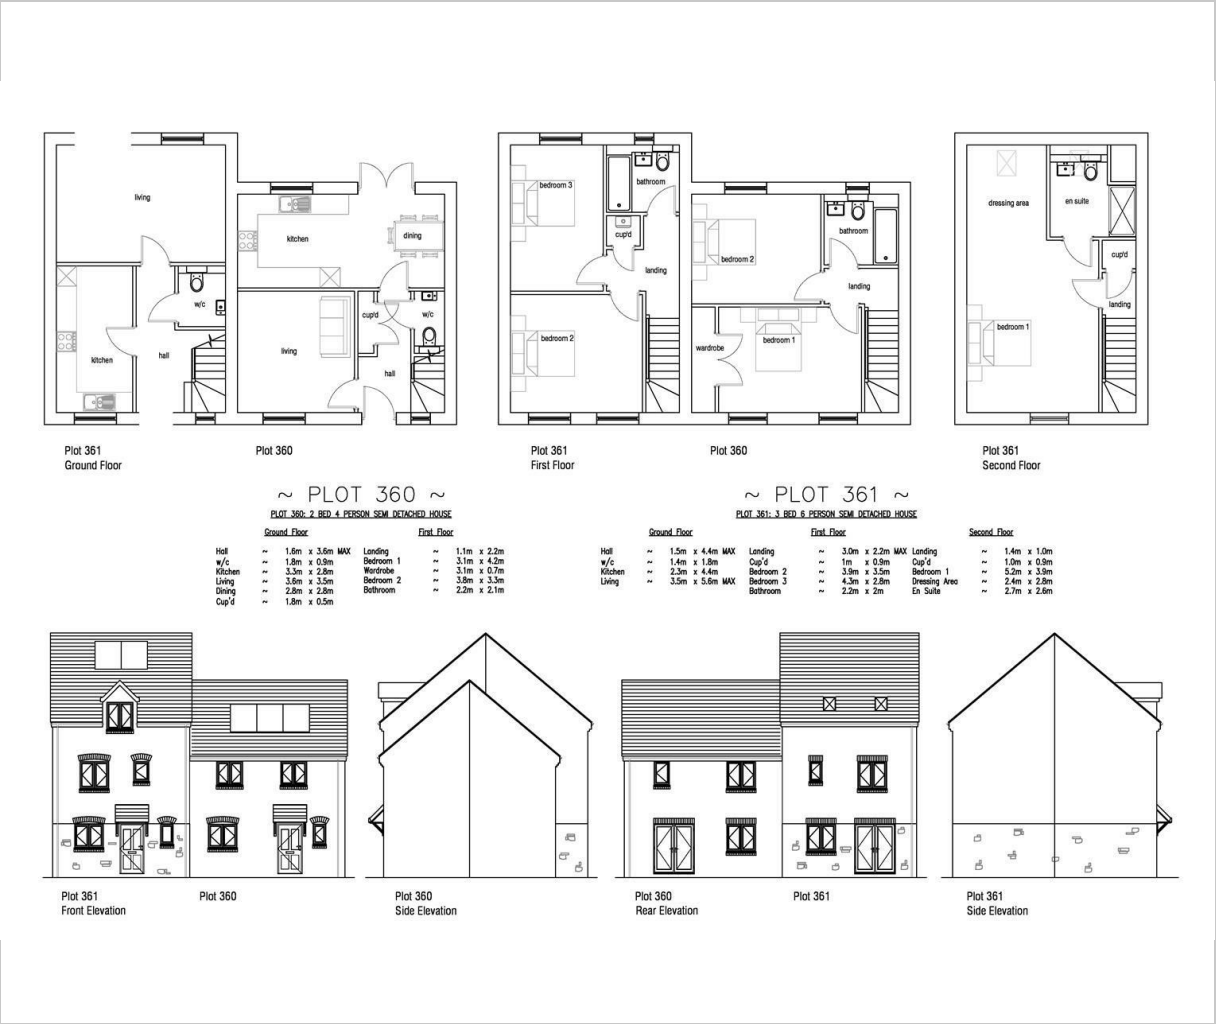 living
kitchen
w/c
hall
kitchen
dining
living
cup'd
w/c
hall
Plot 361
Ground Floor
Plot 360
bedroom 3
bathroom
cup'd
landing
bedroom 2
bedroom 2
bathroom
landing
wardrobe
bedroom 1
Plot 361
First Floor
Plot 360
dressing area
en suite
cup'd
landing
bedroom 1
Plot 361
Second Floor
~ PLOT 360 ~
PLOT 360: 2 BED 4 PERSON SEMI DETACHED HOUSE
Ground Floor
Hall ~ 1.6m x 3.6m MAX
w/c ~ 1.8m x 0.9m
Kitchen ~ 3.3m x 2.8m
Living ~ 3.6m x 3.5m
Dining ~ 2.8m x 2.8m
Cup'd ~ 1.8m x 0.5m
First Floor
Landing ~ 1.1m x 2.2m
Bedroom 1 ~ 3.1m x 4.2m
Wardrobe ~ 3.1m x 0.7m
Bedroom 2 ~ 3.8m x 3.3m
Bathroom ~ 2.2m x 2.1m
~ PLOT 361 ~
PLOT 361: 3 BED 6 PERSON SEMI DETACHED HOUSE
Ground Floor
Hall ~ 1.5m x 4.4m MAX
w/c ~ 1.4m x 1.8m
Kitchen ~ 2.3m x 4.4m
Living ~ 3.5m x 5.6m MAX
First Floor
Landing ~ 3.0m x 2.2m MAX
Cup'd ~ 1m x 0.9m
Bedroom 2 ~ 3.9m x 3.5m
Bedroom 3 ~ 4.3m x 2.8m
Bathroom ~ 2.2m x 2m
Second Floor
Landing ~ 1.4m x 1.0m
Cup'd ~ 1.0m x 0.9m
Bedroom 1 ~ 5.2m x 3.9m
Dressing Area ~ 2.4m x 2.8m
En Suite ~ 2.7m x 2.6m
Plot 361
Front Elevation
Plot 360
Plot 360
Side Elevation
Plot 360
Rear Elevation
Plot 361
Plot 361
Side Elevation